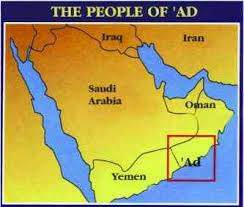 THE PEOPLE OF 'AD
Iraq
Iran
Saudi
Arabia
Oman
'Ad
Yemen